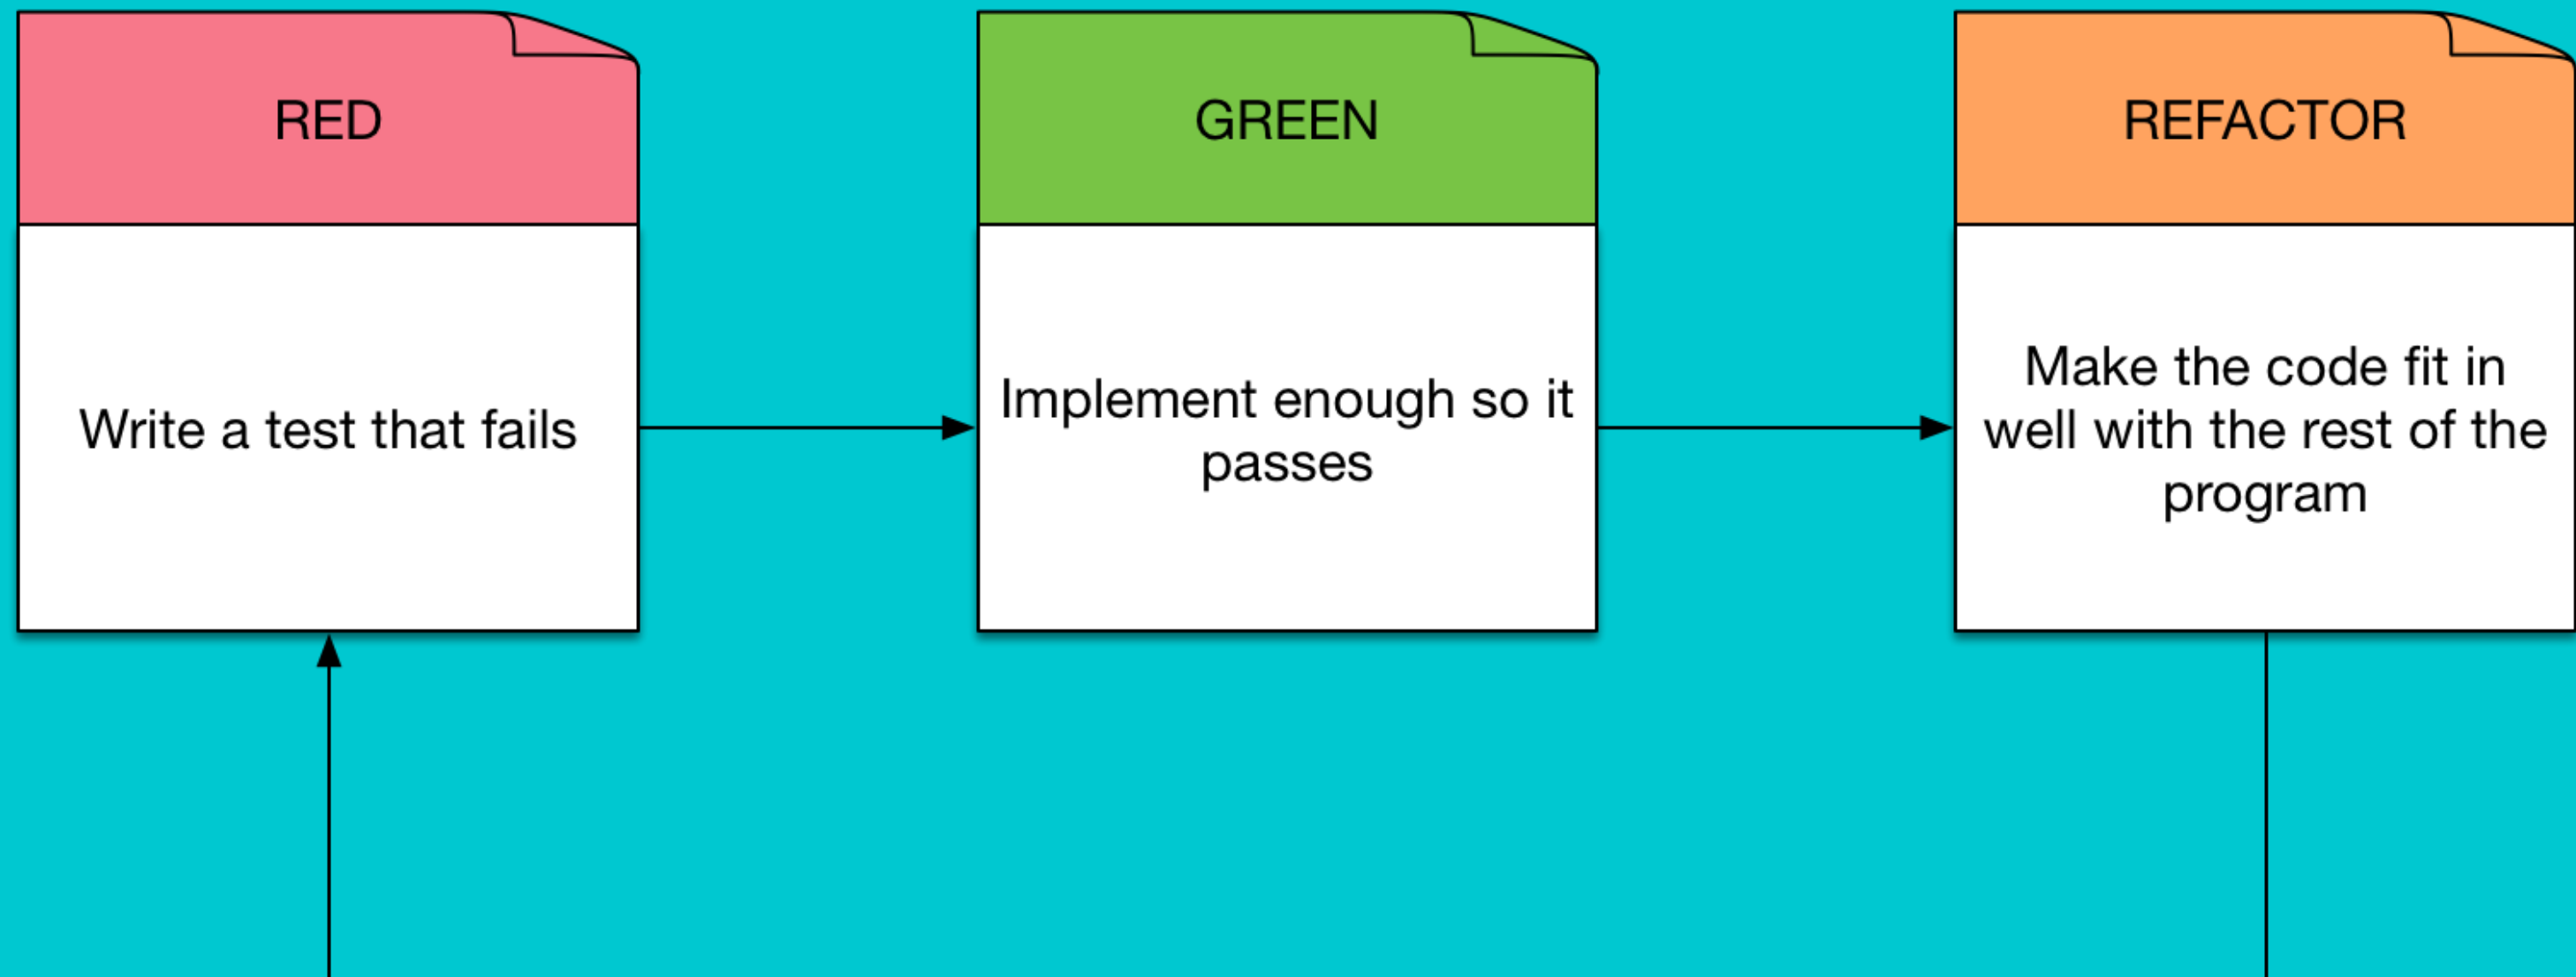 RED
Write a test that fails
GREEN
Implement enough so it
passes
REFACTOR
Make the code fit in
well with the rest of the
program